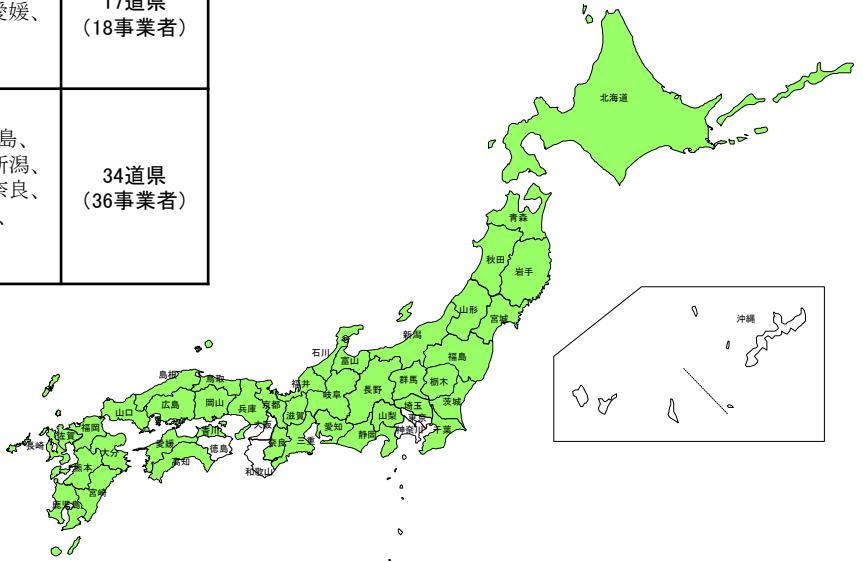 愛媛、
17道県
（18事業者）
島、
新潟、
奈良、
、
34道県
（36事業者）
北海道
青森
秋田
岩手
山形
宮城
新潟
福島
石川
富山
福井
岐阜
長野
群馬
栃木
茨城
埼玉
東京
千葉
神奈川
山梨
静岡
愛知
三重
滋賀
京都
大阪
奈良
和歌山
兵庫
鳥取
島根
岡山
広島
山口
香川
徳島
愛媛
高知
福岡
佐賀
長崎
大分
熊本
宮崎
鹿児島
沖縄